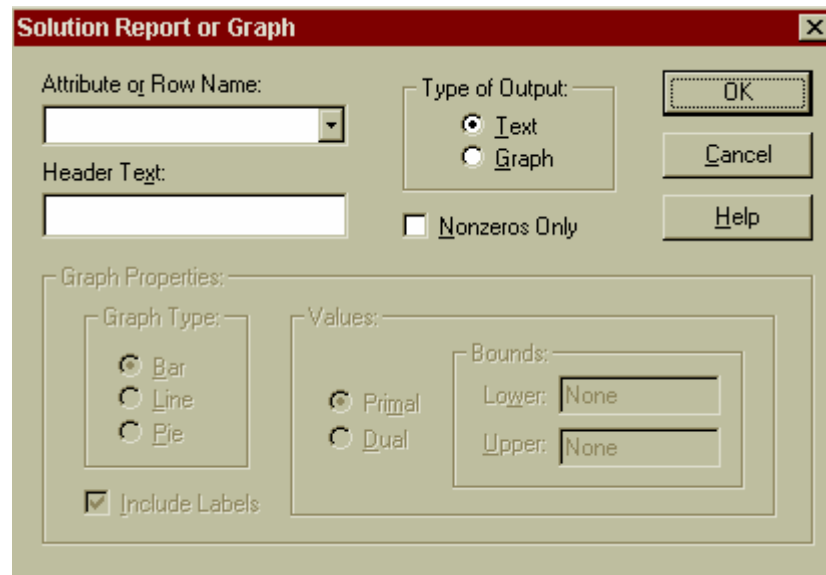 Solution Report or Graph
Attribute or Row Name:
Header Text:
Type of Output:
Text
Graph
Nonzeros Only
OK
Cancel
Help
Graph Properties:
Graph Type:
Bar
Line
Pie
Include Labels
Values:
Primal
Dual
Bounds:
Lower: None
Upper: None